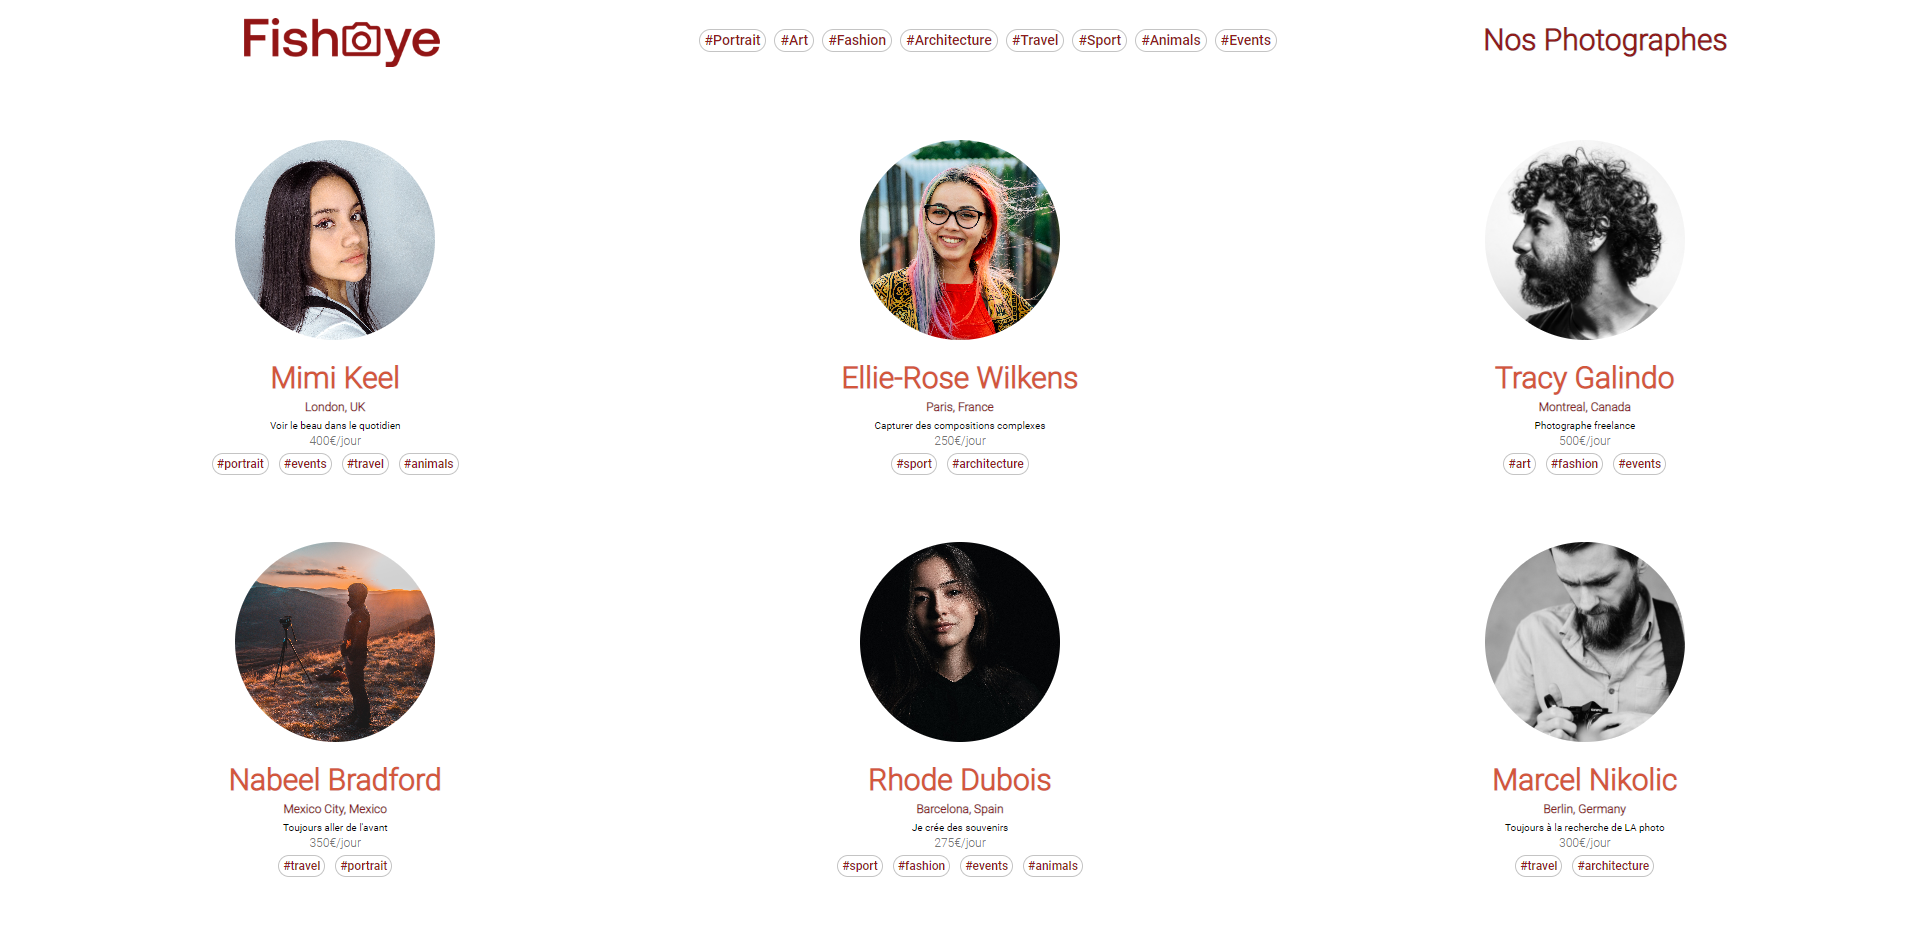 Fisheye
#Portrait #Art #Fashion #Architecture #Travel #Sport #Animals #Events
Nos Photographes
Mimi Keel
London, UK
Voir le beau dans le quotidien
400€/jour
#portrait #events #travel #animals
Ellie-Rose Wilkens
Paris, France
Capturer des compositions complexes
250€/jour
#sport #architecture
Tracy Galindo
Montreal, Canada
Photographe freelance
500€/jour
#art #fashion #events
Nabeel Bradford
Mexico City, Mexico
Toujours aller de l'avant
350€/jour
#travel #portrait
Rhode Dubois
Barcelona, Spain
Je crée des souvenirs
275€/jour
#sport #fashion #events #animals
Marcel Nikolic
Berlin, Germany
Toujours à la recherche de LA photo
300€/jour
#travel #architecture